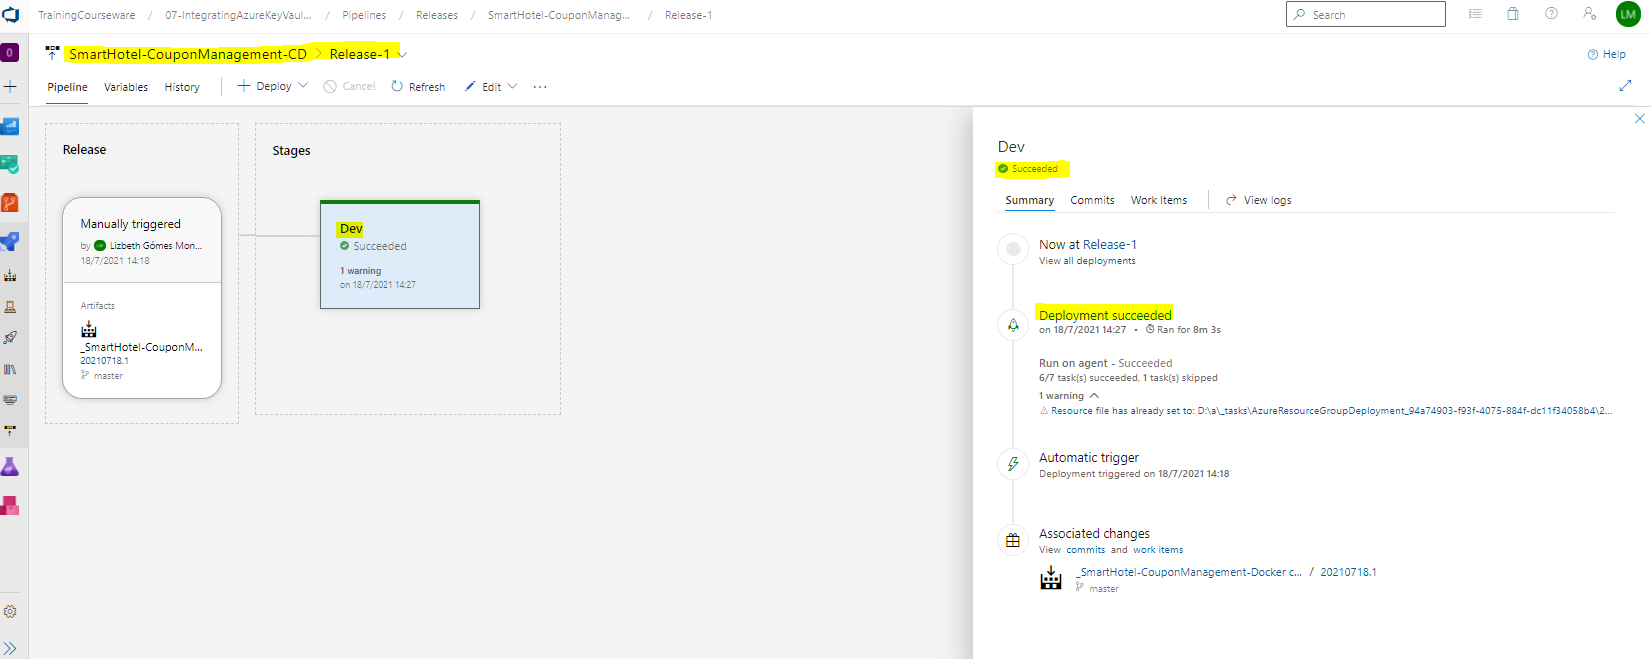 TrainingCourseware / 07-IntegratingAzureKeyVaul... / Pipelines / Releases / SmartHotel-CouponManag... / Release-1
Search
LM
O
SmartHotel-CouponManagement-CD > Release-1
Help
Pipeline Variables History + Deploy Cancel Refresh Edit ...
Release
Manually triggered
by LM Lizbeth Gómes Mon...
18/7/2021 14:18
Artifacts
_SmartHotel-CouponM...
20210718.1
master
Stages
Dev
Succeeded
1 warning
on 18/7/2021 14:27
Dev
Succeeded
Summary Commits Work Items View logs
Now at Release-1
View all deployments
Deployment succeeded
on 18/7/2021 14:27 • Ran for 8m 3s
Run on agent - Succeeded
6/7 task(s) succeeded, 1 task(s) skipped
1 warning
Resource file has already set to: D:\a\_tasks\AzureResourceGroupDeployment_94a74903-f93f-4075-884f-dc11f34058b4\2...
Automatic trigger
Deployment triggered on 18/7/2021 14:18
Associated changes
View commits and work items
_SmartHotel-CouponManagement-Docker c... / 20210718.1
master